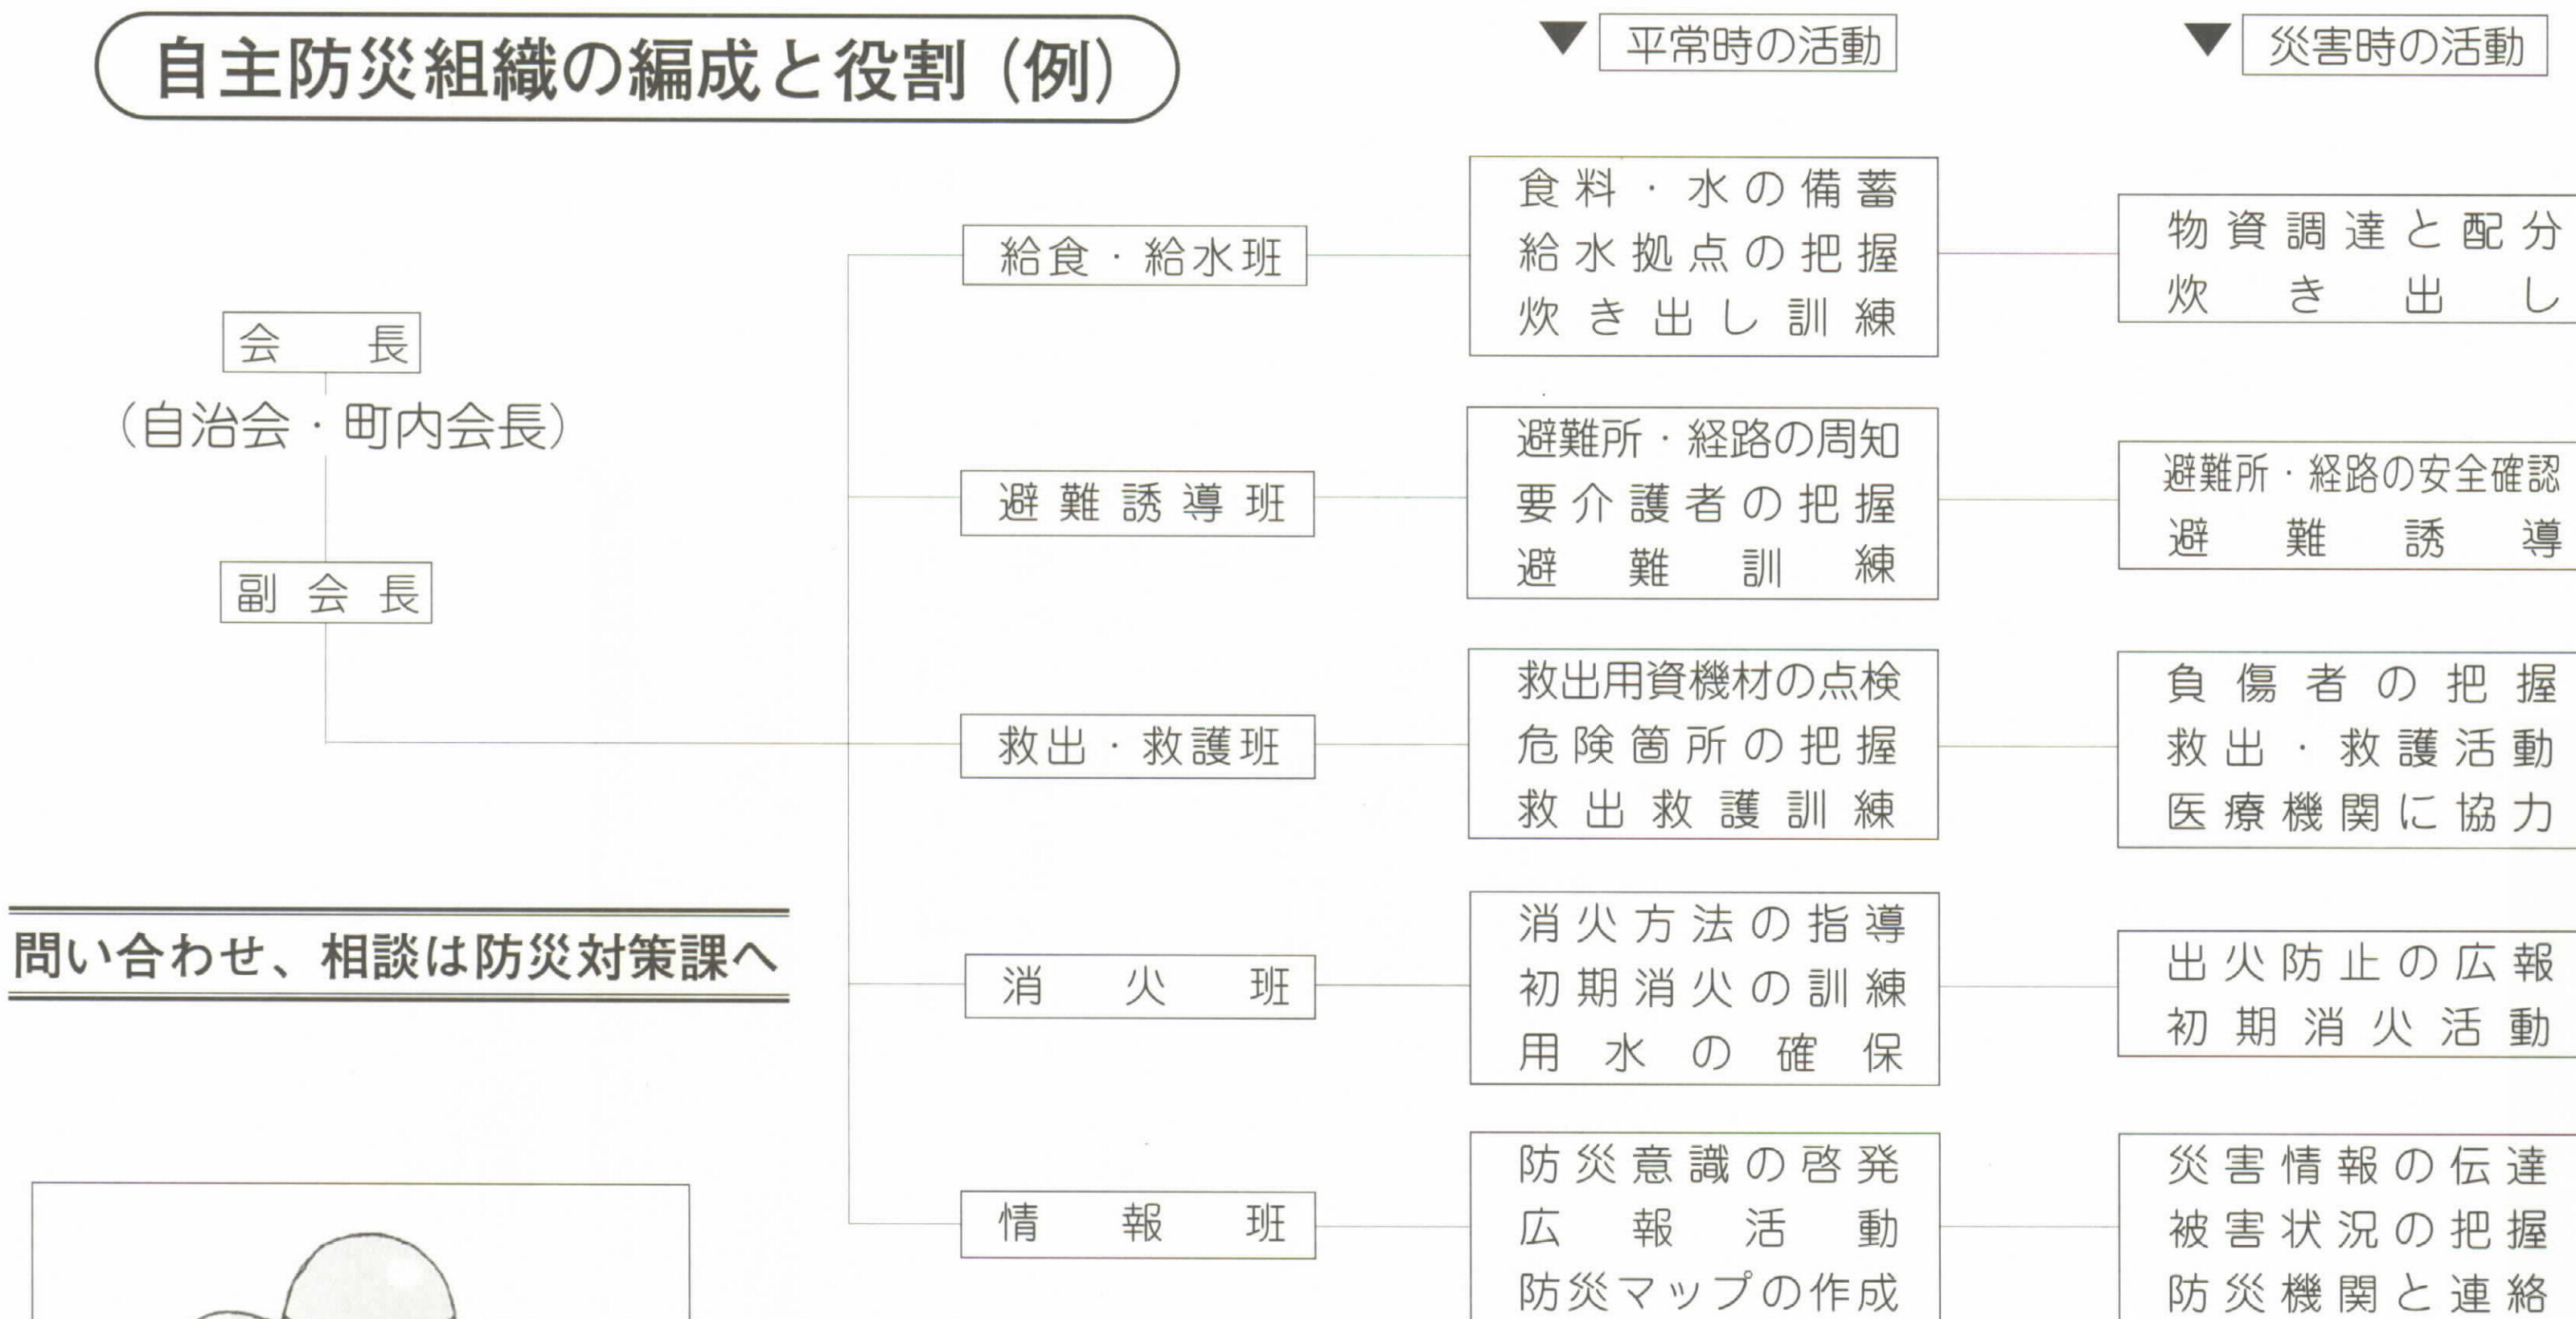 自主防災組織の編成と役割（例）
▼平常時の活動
▼災害時の活動
会長
（自治会・町内会長）
副会長
給食・給水班
食料・水の備蓄
給水拠点の把握
炊き出し訓練
物資調達と配分
炊き出し
避難誘導班
避難所・経路の周知
要介護者の把握
避難訓練
避難所・経路の安全確認
避難誘導
救出・救護班
救出用資機材の点検
危険箇所の把握
救出救護訓練
負傷者の把握
救出・救護活動
医療機関に協力
消火班
消火方法の指導
初期消火の訓練
用水の確保
出火防止の広報
初期消火活動
情報班
防災意識の啓発
広報活動
防災マップの作成
災害情報の伝達
被害状況の把握
防災機関と連絡
問い合わせ、相談は防災対策課へ